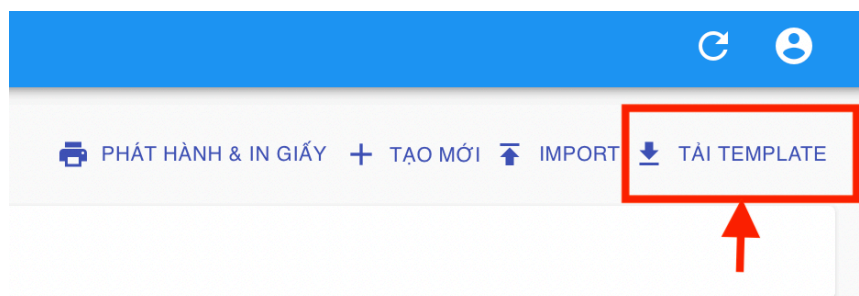 PHÁT HÀNH & IN GIẤY TẠO MỚI IMPORT TẢI TEMPLATE